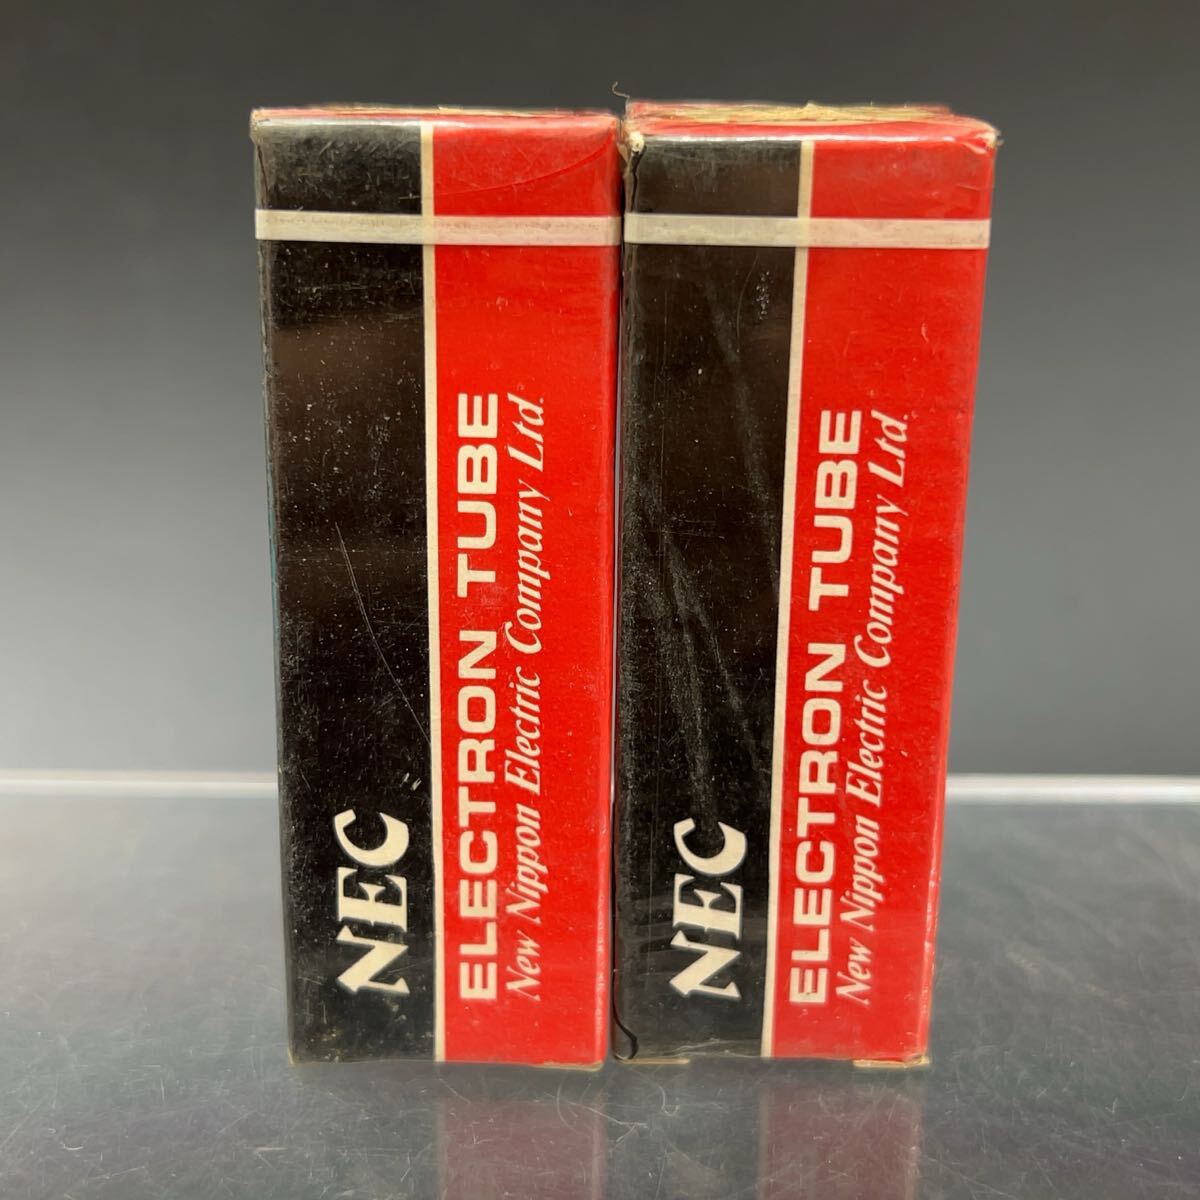 NEC
ELECTRON TUBE
New Nippon Electric Company Ltd.
NEC
ELECTRON TUBE
New Nippon Electric Company Ltd.